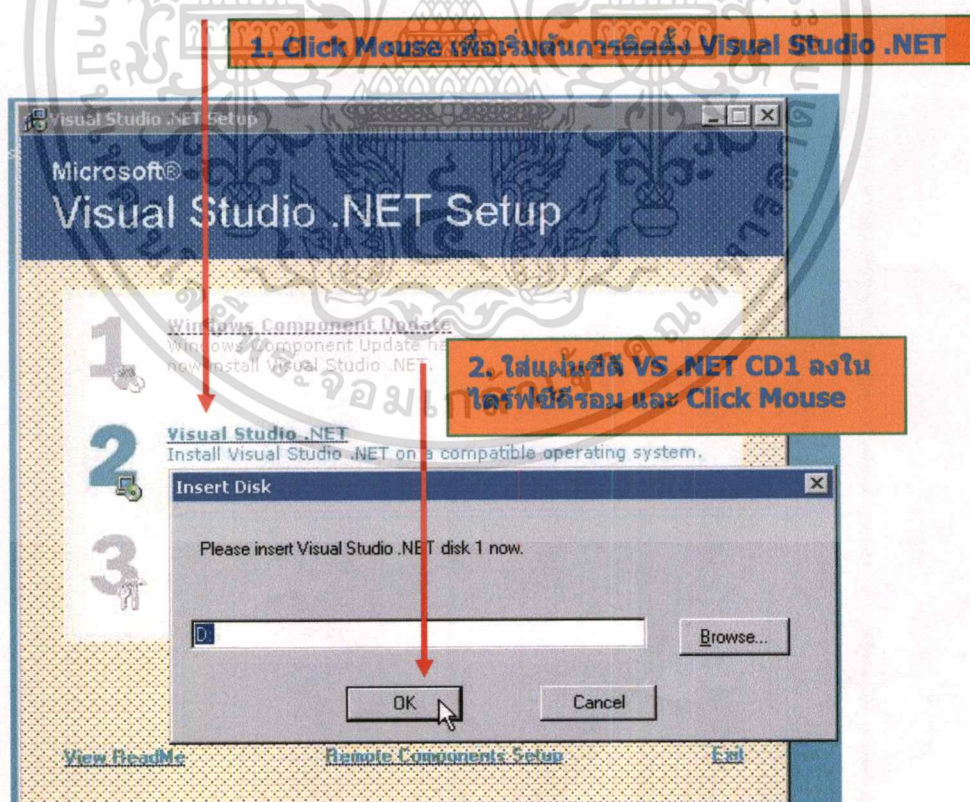 1. Click Mouse เพื่อเริ่มต้นการติดตั้ง Visual Studio .NET
Visual Studio .NET Setup
Microsoft®
Visual Studio .NET Setup
1
Windows Component Update
Windows Component Update ha
now install Visual Studio .NET.
2. ใส่แผ่นซีดี VS .NET CD1 ลงใน
ไดร์ฟซีดีรอม และ Click Mouse
2
Visual Studio .NET
Install Visual Studio .NET on a compatible operating system.
Insert Disk
3
Please insert Visual Studio .NET disk 1 now.
D:
Browse...
OK
Cancel
View ReadMe
Remote Components Setup
Exit